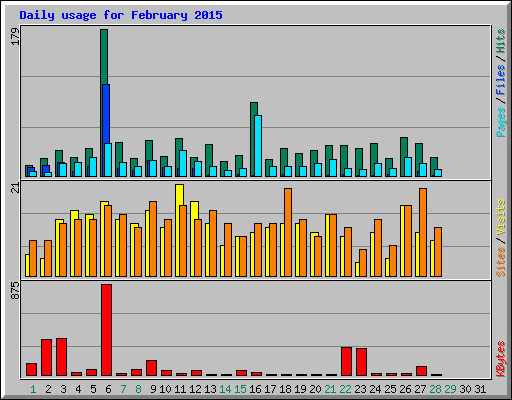 Daily usage for February 2015
179
Pages / Files / Hits
21
Sites / Visits
875
KBytes
1 2 3 4 5 6 7 8 9 10 11 12 13 14 15 16 17 18 19 20 21 22 23 24 25 26 27 28 29 30 31